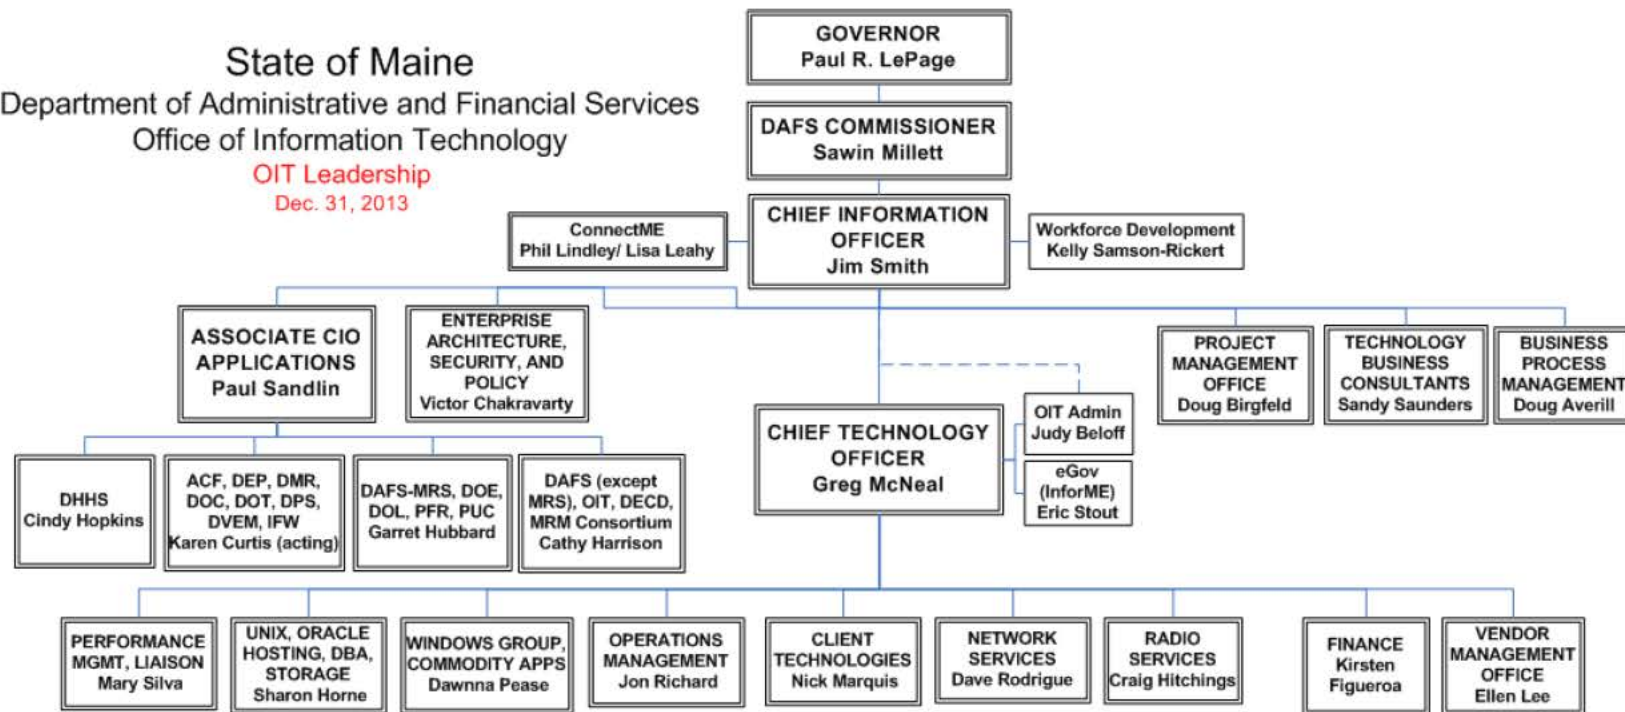 State of Maine
Department of Administrative and Financial Services
Office of Information Technology
OIT Leadership
Dec. 31, 2013
GOVERNOR
Paul R. LePage
DAFS COMMISSIONER
Sawin Millett
CHIEF INFORMATION
OFFICER
Jim Smith
ConnectME
Phil Lindley/ Lisa Leahy
Workforce Development
Kelly Samson-Rickert
ASSOCIATE CIO
APPLICATIONS
Paul Sandlin
ENTERPRISE
ARCHITECTURE,
SECURITY, AND
POLICY
Victor Chakravarty
PROJECT
MANAGEMENT
OFFICE
Doug Birgfeld
TECHNOLOGY
BUSINESS
CONSULTANTS
Sandy Saunders
BUSINESS
PROCESS
MANAGEMENT
Doug Averill
CHIEF TECHNOLOGY
OFFICER
Greg McNeal
OIT Admin
Judy Beloff
eGov
(InforME)
Eric Stout
DHHS
Cindy Hopkins
ACF, DEP, DMR,
DOC, DOT, DPS,
DVEM, IFW
Karen Curtis (acting)
DAFS-MRS, DOE,
DOL, PFR, PUC
Garret Hubbard
DAFS (except
MRS), OIT, DECD,
MRM Consortium
Cathy Harrison
PERFORMANCE
MGMT, LIAISON
Mary Silva
UNIX, ORACLE
HOSTING, DBA,
STORAGE
Sharon Horne
WINDOWS GROUP,
COMMODITY APPS
Dawnna Pease
OPERATIONS
MANAGEMENT
Jon Richard
CLIENT
TECHNOLOGIES
Nick Marquis
NETWORK
SERVICES
Dave Rodrigue
RADIO
SERVICES
Craig Hitchings
FINANCE
Kirsten
Figueroa
VENDOR
MANAGEMENT
OFFICE
Ellen Lee